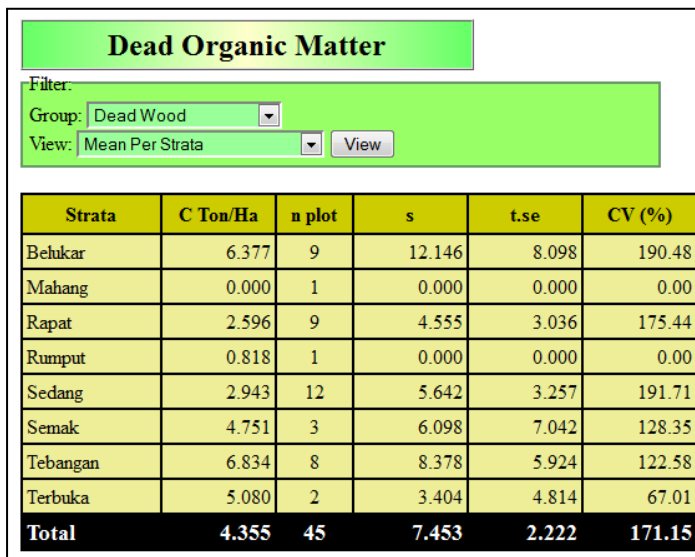 Dead Organic Matter
Filter:
Group: Dead Wood
View: Mean Per Strata View
Strata C Ton/Ha n plot s t.se CV (%)
Belukar 6.377 9 12.146 8.098 190.48
Mahang 0.000 1 0.000 0.000 0.00
Rapat 2.596 9 4.555 3.036 175.44
Rumput 0.818 1 0.000 0.000 0.00
Sedang 2.943 12 5.642 3.257 191.71
Semak 4.751 3 6.098 7.042 128.35
Tebangan 6.834 8 8.378 5.924 122.58
Terbuka 5.080 2 3.404 4.814 67.01
Total 4.355 45 7.453 2.222 171.15